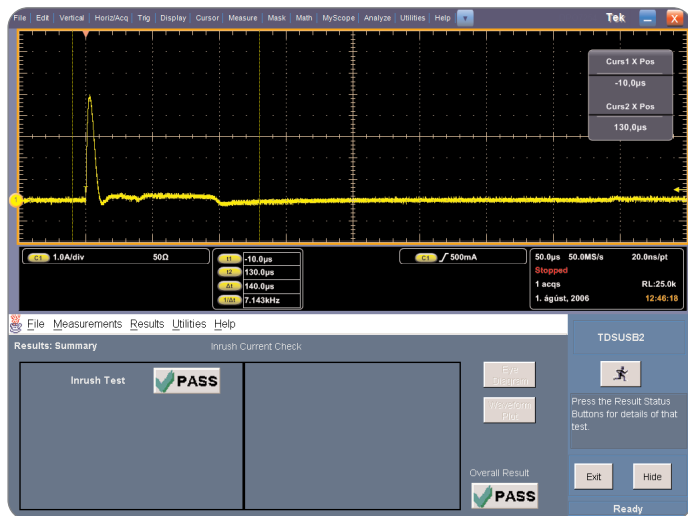 File Edit Vertical Horiz/Acq Trig Display Cursor Measure Mask Math MyScope Analyze Utilities Help Tek X
Curs1 X Pos
-10,0µs
Curs2 X Pos
130,0µs
1
C1 1.0A/div 50Ω
t1 -10.0µs
t2 130.0µs
Δt 140.0µs
1/Δt 7.143kHz
C1 500mA
50.0µs 50.0MS/s 20.0ns/pt
Stopped
1 acqs RL:25.0k
1. ágúst, 2006 12:46:18
File Measurements Results Utilities Help
Results: Summary Inrush Current Check
Inrush Test PASS
Eye
Diagram
Waveform
Plot
Overall Result
PASS
TDSUSB2
Press the Result Status
Buttons for details of that
test.
Exit Hide
Ready